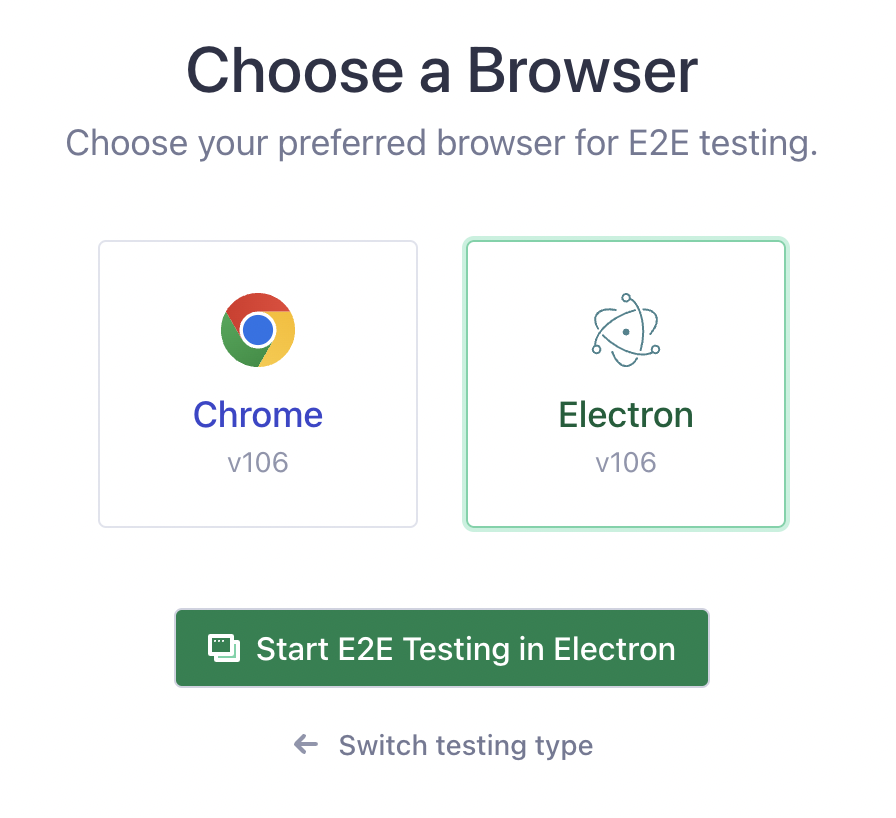 Choose a Browser
Choose your preferred browser for E2E testing.
Chrome
v106
Electron
v106
Start E2E Testing in Electron
Switch testing type